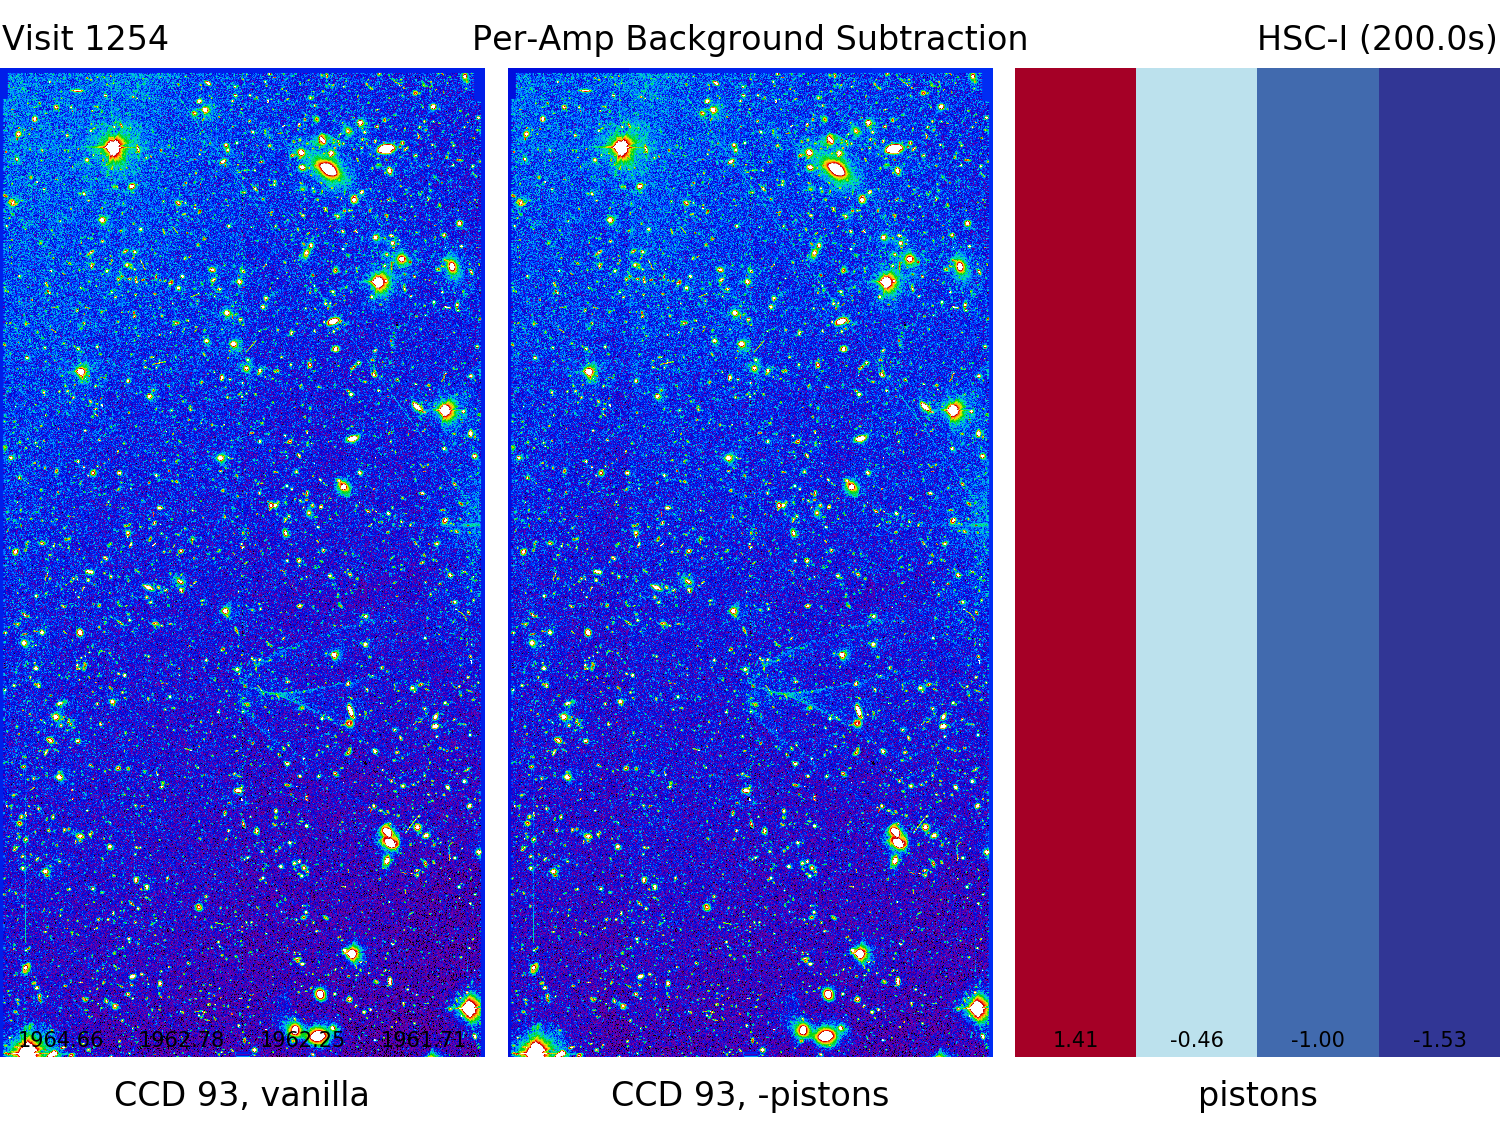 Visit 1254 Per-Amp Background Subtraction HSC-I (200.0s)
1964.66 1962.78 1962.25 1961.71 1.41 -0.46 -1.00 -1.53
CCD 93, vanilla CCD 93, -pistons pistons